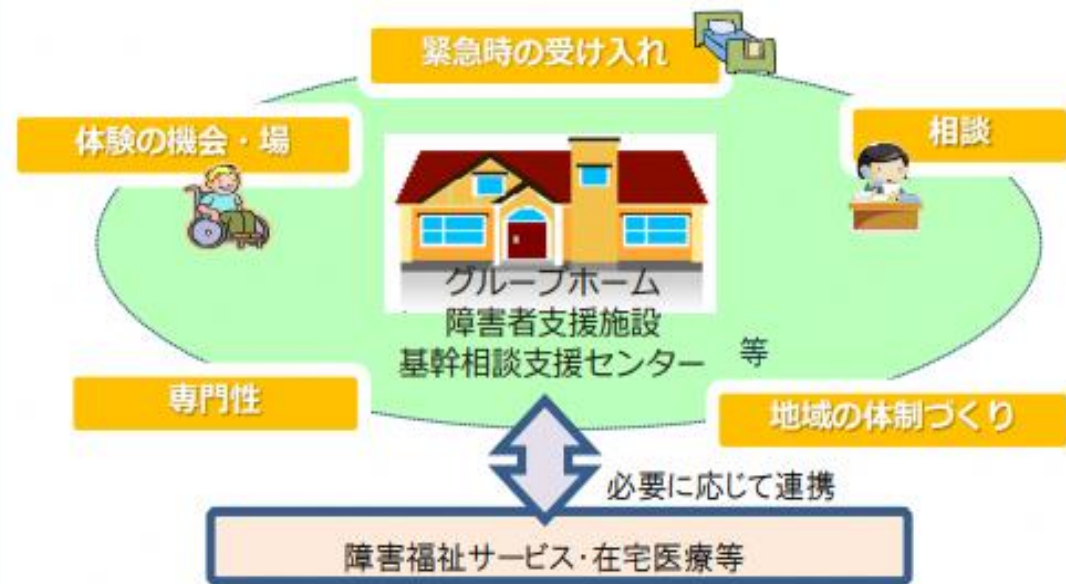 緊急時の受け入れ
体験の機会・場
相談
グループホーム
障害者支援施設
基幹相談支援センター 等
専門性
地域の体制づくり
必要に応じて連携
障害福祉サービス・在宅医療等